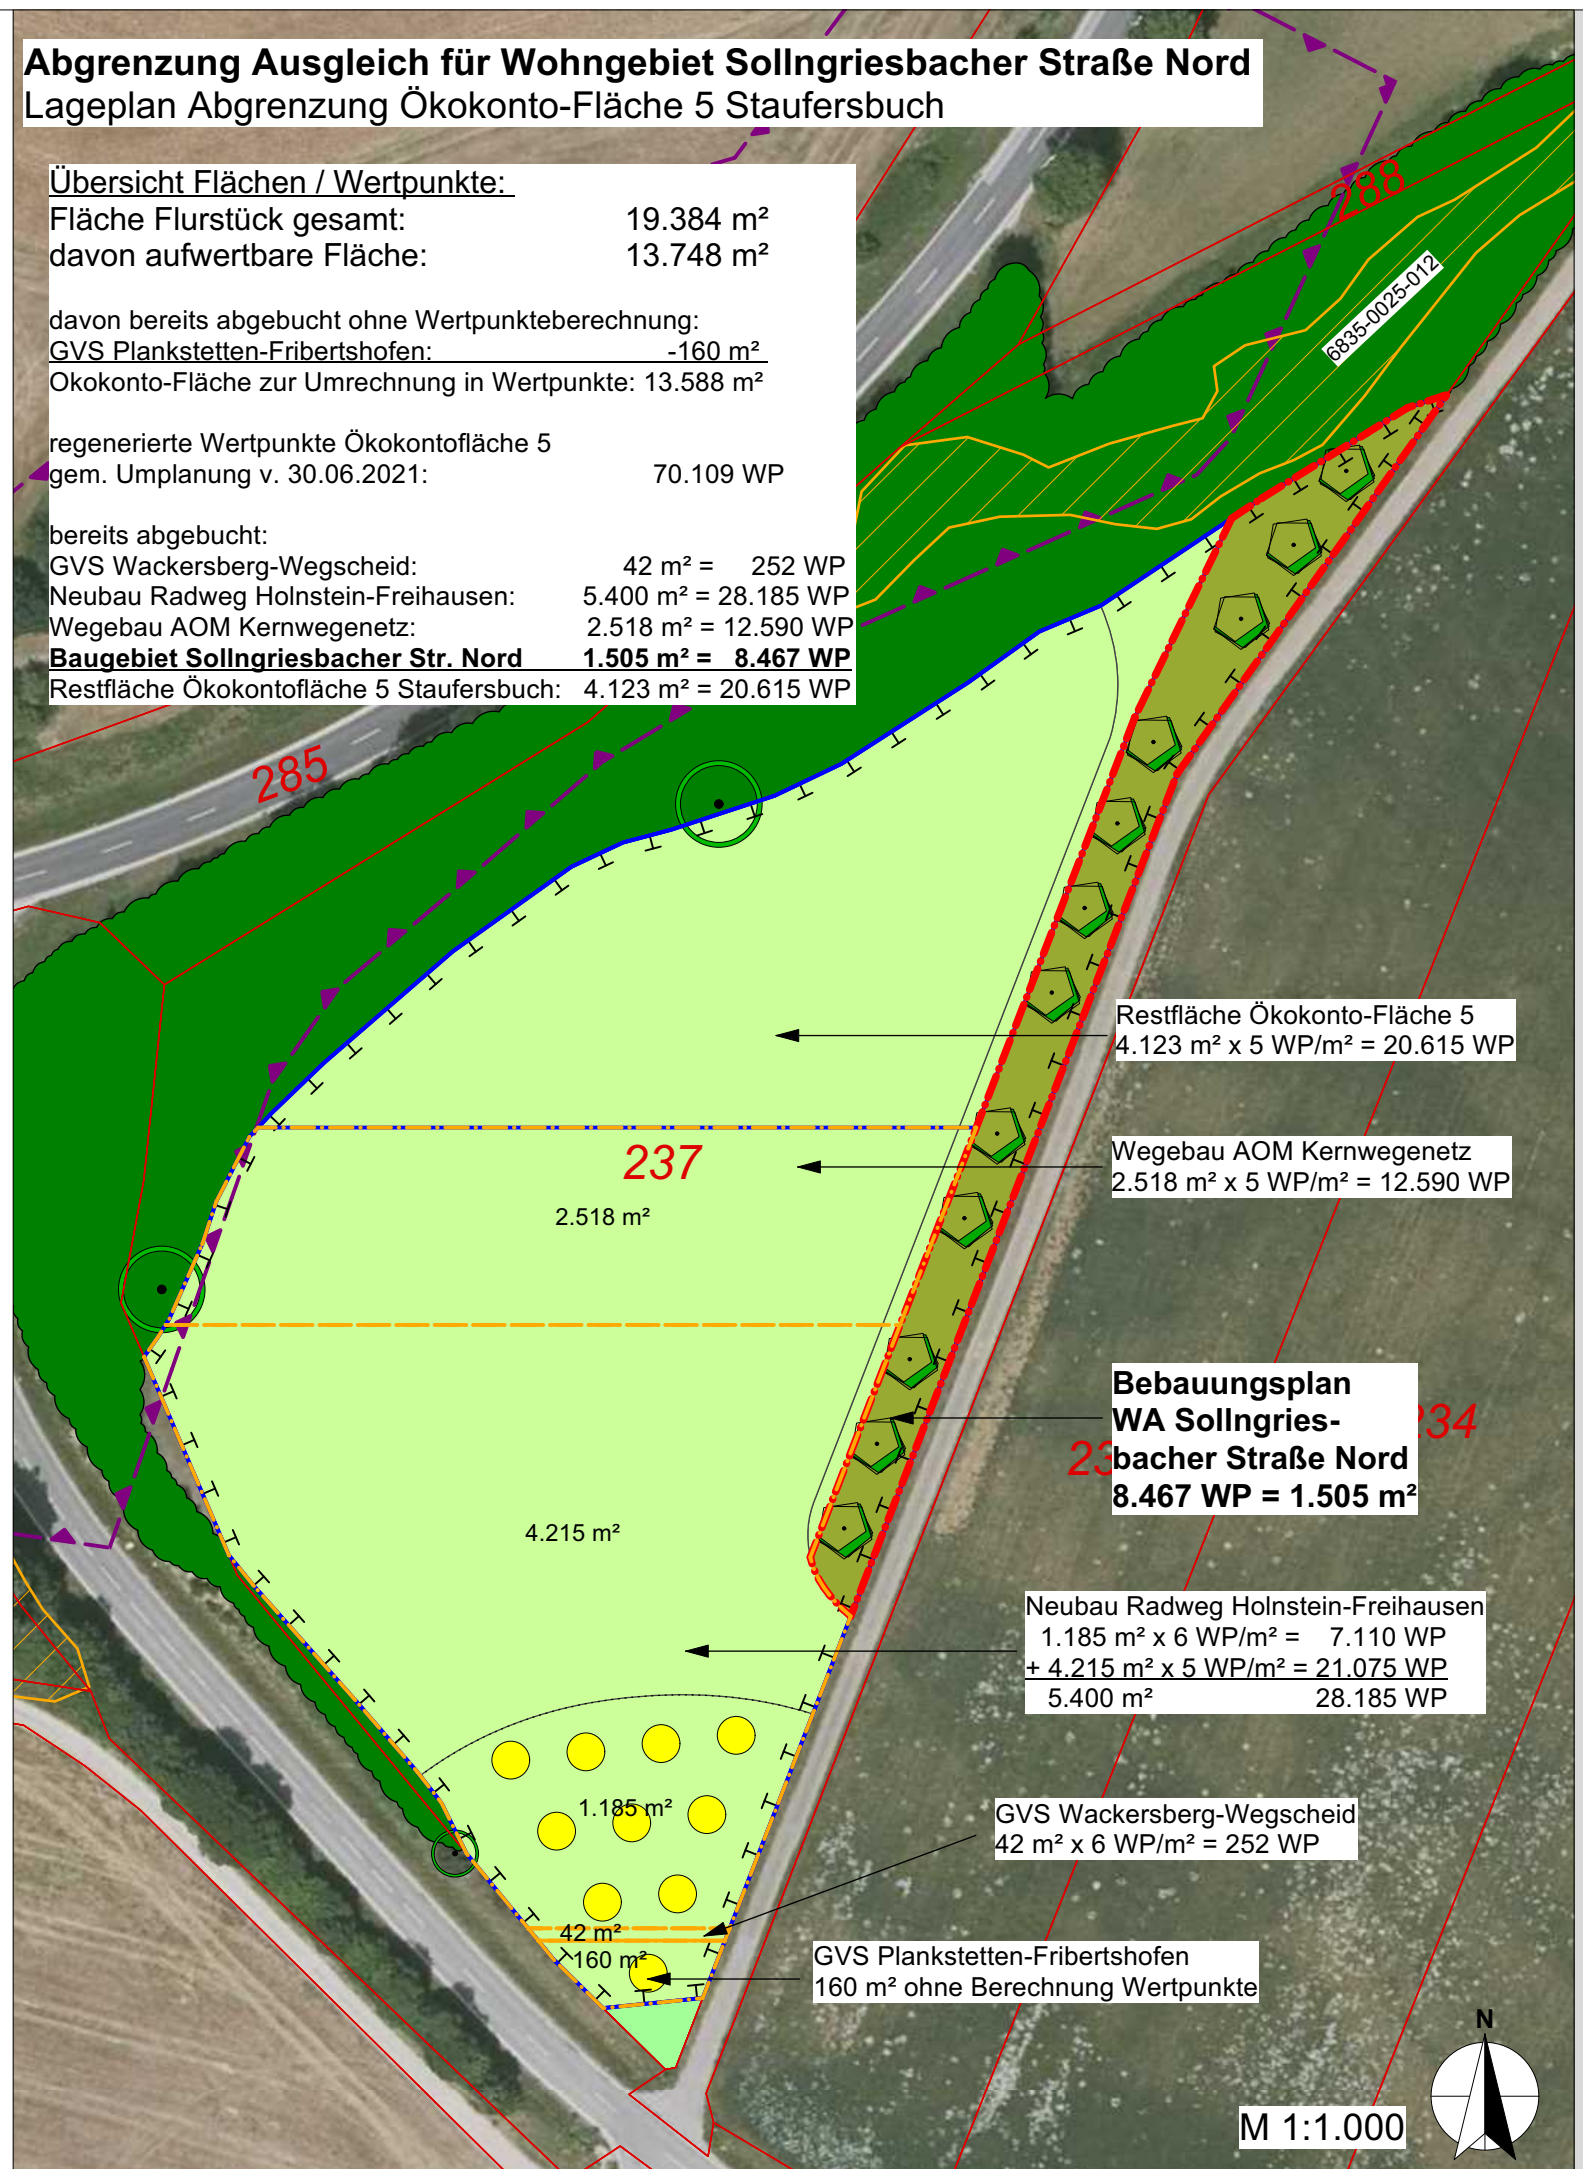 Abgrenzung Ausgleich für Wohngebiet Sollngriesbacher Straße Nord
Lageplan Abgrenzung Ökokonto-Fläche 5 Staufersbuch
Übersicht Flächen / Wertpunkte:
Fläche Flurstück gesamt: 19.384 m²
davon aufwertbare Fläche: 13.748 m²
davon bereits abgebucht ohne Wertpunkteberechnung:
GVS Plankstetten-Fribertshofen: -160 m²
Okokonto-Fläche zur Umrechnung in Wertpunkte: 13.588 m²
regenerierte Wertpunkte Ökokontofläche 5
gem. Umplanung v. 30.06.2021: 70.109 WP
bereits abgebucht:
GVS Wackersberg-Wegscheid: 42 m² = 252 WP
Neubau Radweg Holnstein-Freihausen: 5.400 m² = 28.185 WP
Wegebau AOM Kernwegenetz: 2.518 m² = 12.590 WP
Baugebiet Sollngriesbacher Str. Nord 1.505 m² = 8.467 WP
Restfläche Ökokontofläche 5 Staufersbuch: 4.123 m² = 20.615 WP
288
6835-0025-012
285
Restfläche Ökokonto-Fläche 5
4.123 m² x 5 WP/m² = 20.615 WP
237
Wegebau AOM Kernwegenetz
2.518 m² x 5 WP/m² = 12.590 WP
2.518 m²
Bebauungsplan
WA Sollngries-
bacher Straße Nord
8.467 WP = 1.505 m²
234
4.215 m²
Neubau Radweg Holnstein-Freihausen
1.185 m² x 6 WP/m² = 7.110 WP
+ 4.215 m² x 5 WP/m² = 21.075 WP
5.400 m² 28.185 WP
1.185 m²
GVS Wackersberg-Wegscheid
42 m² x 6 WP/m² = 252 WP
42 m²
160 m²
GVS Plankstetten-Fribertshofen
160 m² ohne Berechnung Wertpunkte
N
M 1:1.000